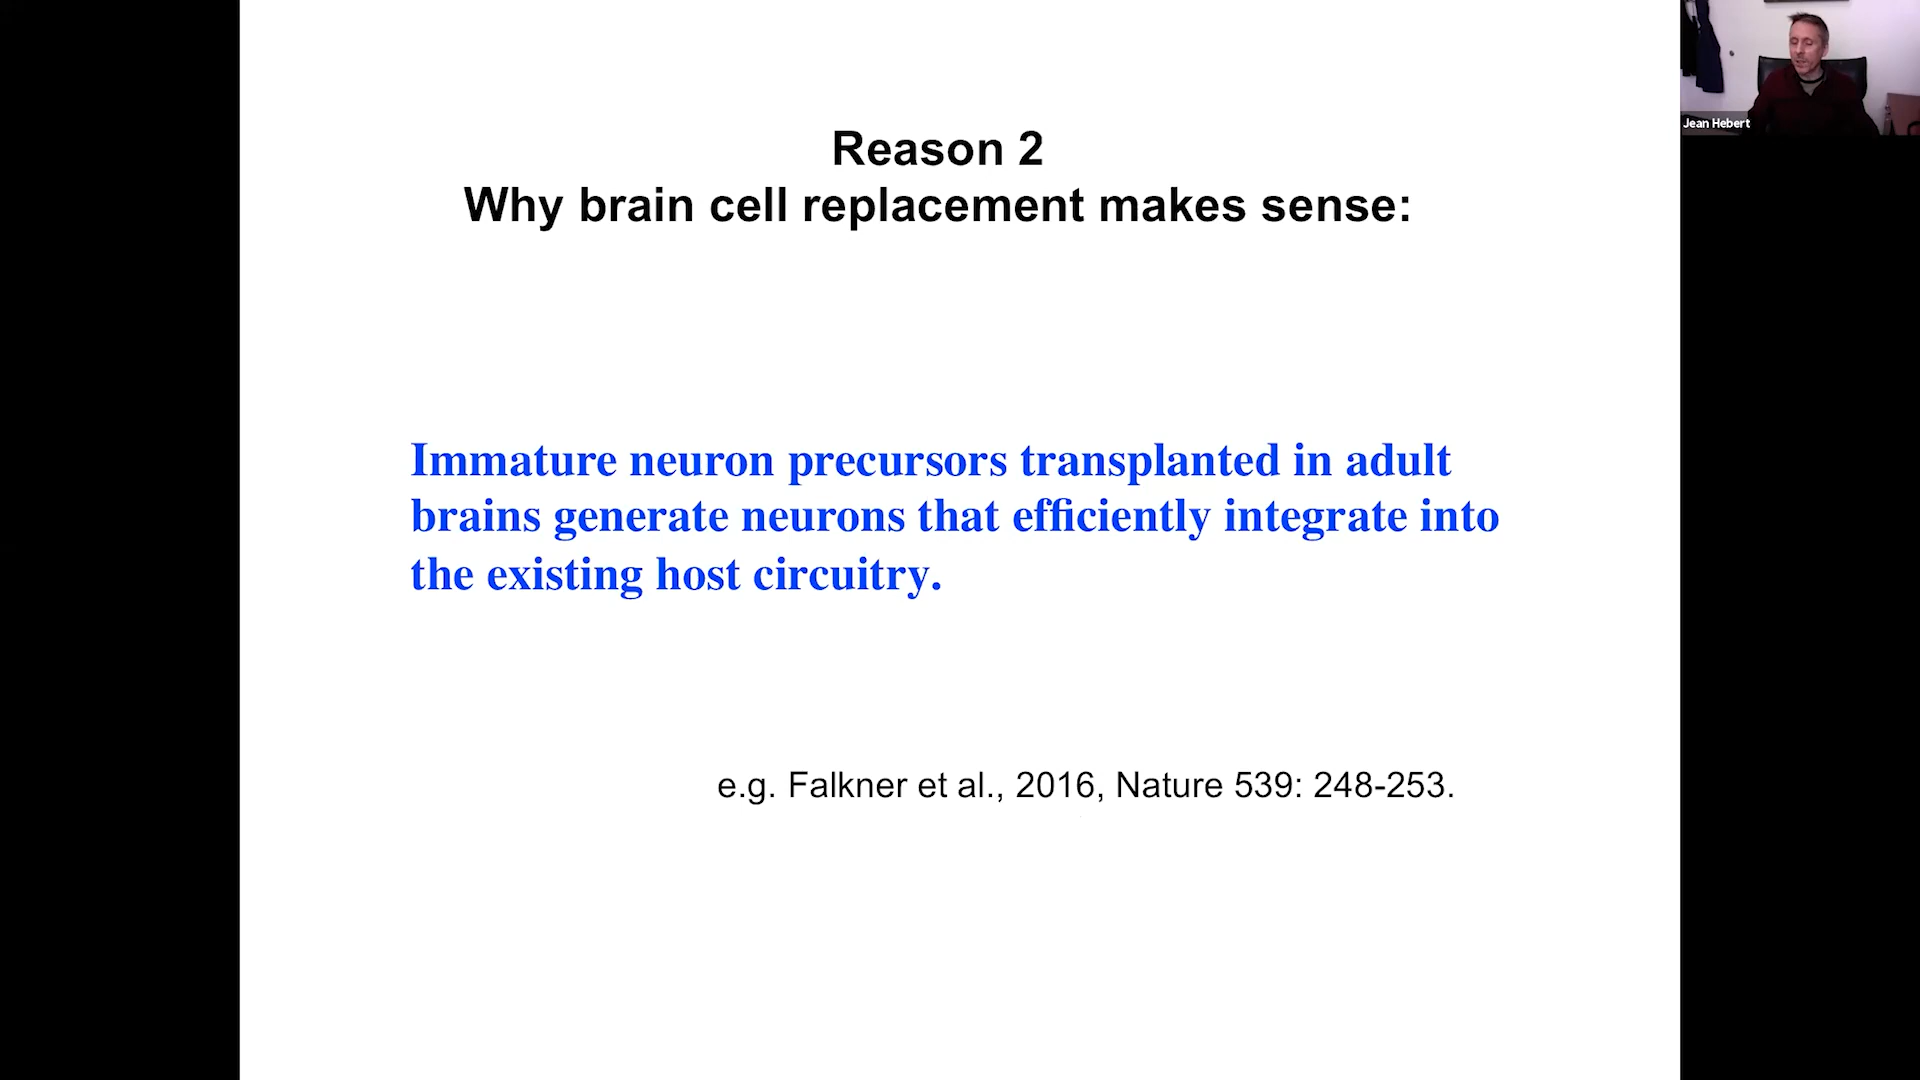 Reason 2
Why brain cell replacement makes sense:
Immature neuron precursors transplanted in adult
brains generate neurons that efficiently integrate into
the existing host circuitry.
e.g. Falkner et al., 2016, Nature 539: 248-253.
Jean Hebert